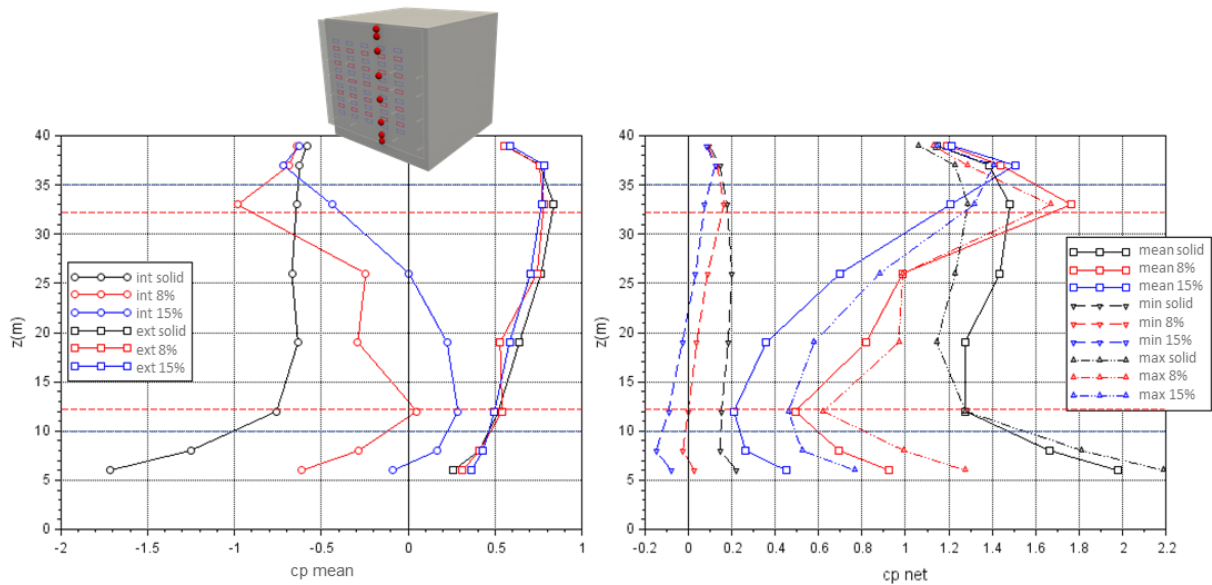 40
35
30
25
20
15
10
5
0
z(m)
int solid
int 8%
int 15%
ext solid
ext 8%
ext 15%
-2
-1.5
-1
-0.5
0
0.5
1
cp mean
40
35
30
25
20
15
10
5
0
z(m)
mean solid
mean 8%
mean 15%
min solid
min 8%
min 15%
max solid
max 8%
max 15%
-0.2
0
0.2
0.4
0.6
0.8
1
1.2
1.4
1.6
1.8
2
2.2
cp net